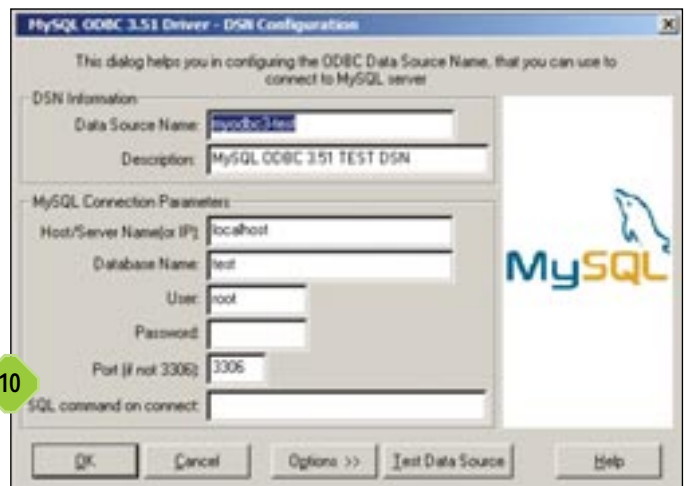 MySQL ODBC 3.51 Driver - DSN Configuration
This dialog helps you in configuring the ODBC Data Source Name, that you can use to
connect to MySQL server
DSN Information
Data Source Name: myodbc3-test
Description: MySQL ODBC 3.51 TEST DSN
MySQL Connection Parameters
Host/Server Name(or IP): localhost
Database Name: test
User: root
Password:
Port (if not 3306): 3306
SQL command on connect:
MySQL
10
OK Cancel Options >> Test Data Source Help